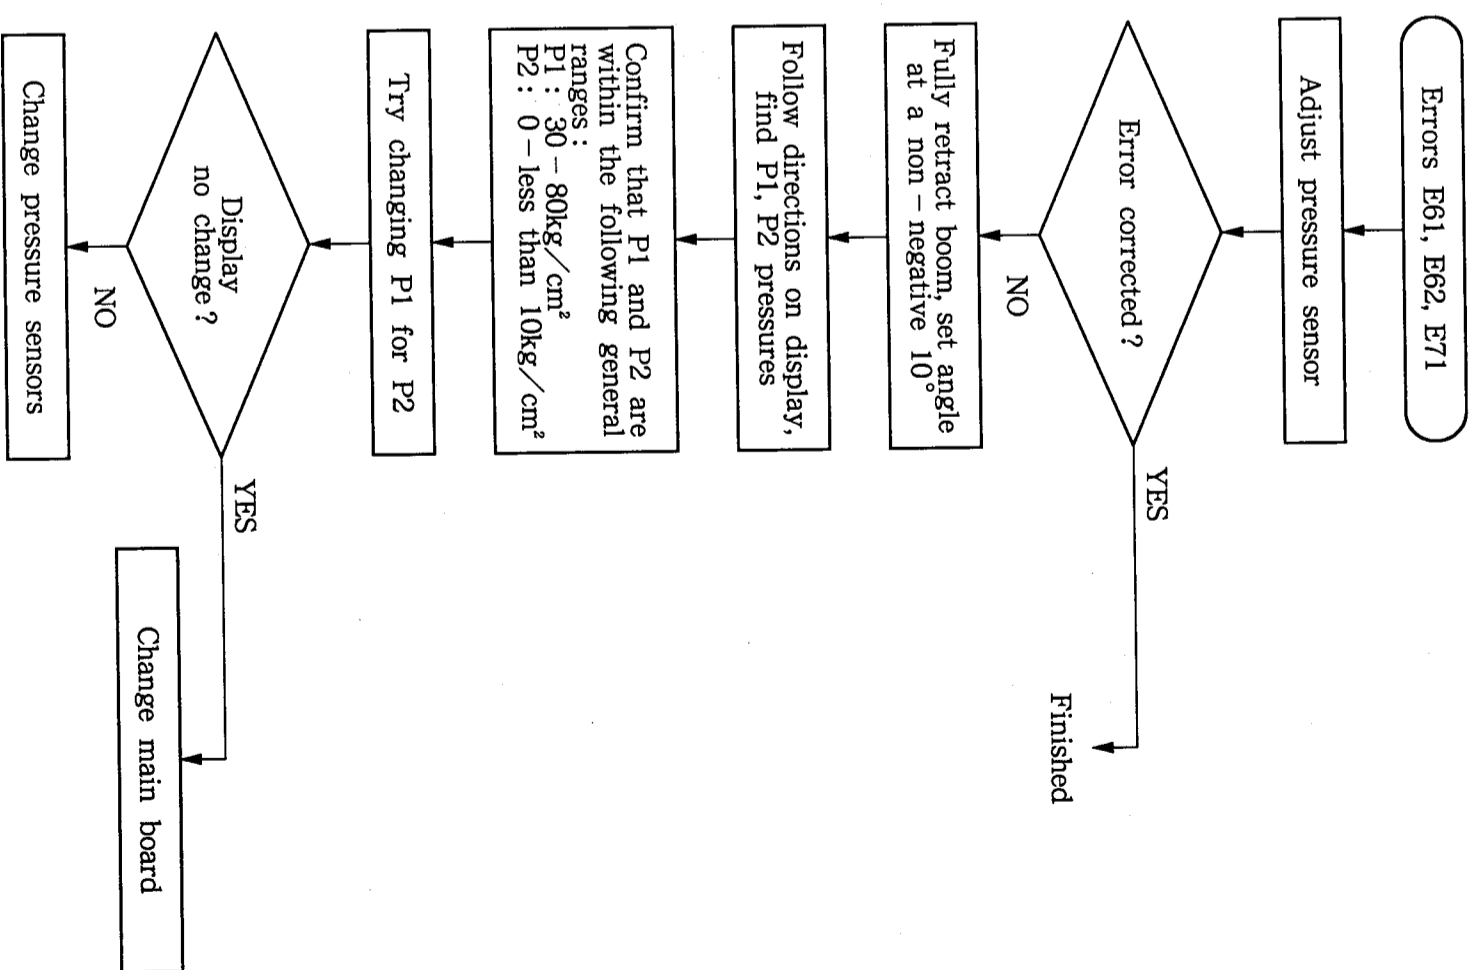 Errors E61, E62, E71
Adjust pressure sensor
Error corrected?
YES
Finished
NO
Fully retract boom, set angle
at a non-negative 10°
Follow directions on display,
find P1, P2 pressures
Confirm that P1 and P2 are
within the following general
ranges:
P1: 30-80kg/cm²
P2: 0-less than 10kg/cm²
Try changing P1 for P2
Display
no change?
YES
Change main board
NO
Change pressure sensors